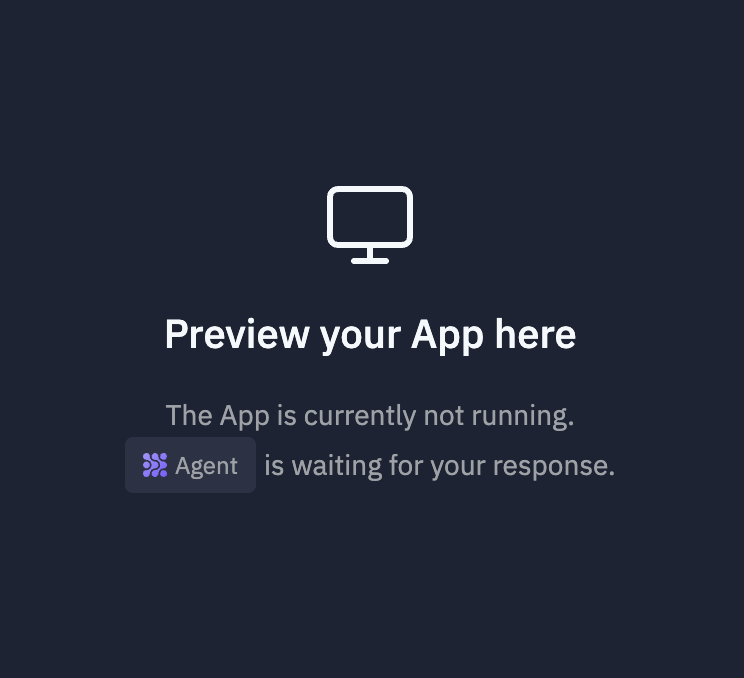 Preview your App here
The App is currently not running.
Agent is waiting for your response.